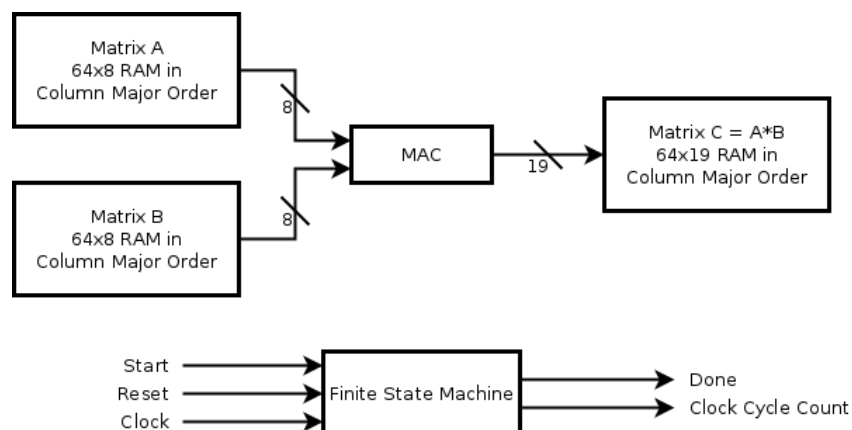 Matrix A
64x8 RAM in
Column Major Order
8
MAC
19
Matrix C = A*B
64x19 RAM in
Column Major Order
Matrix B
64x8 RAM in
Column Major Order
8
Start
Reset
Clock
Finite State Machine
Done
Clock Cycle Count